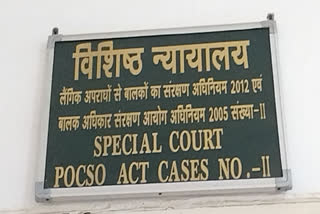 विशिष्ठ न्यायालय
लैंगिक अपराधों से बालकों का संरक्षण अधिनियम 2012 एवं
बालक अधिकार संरक्षण आयोग अधिनियम 2005 संख्या-II
SPECIAL COURT
POCSO ACT CASES NO.-II